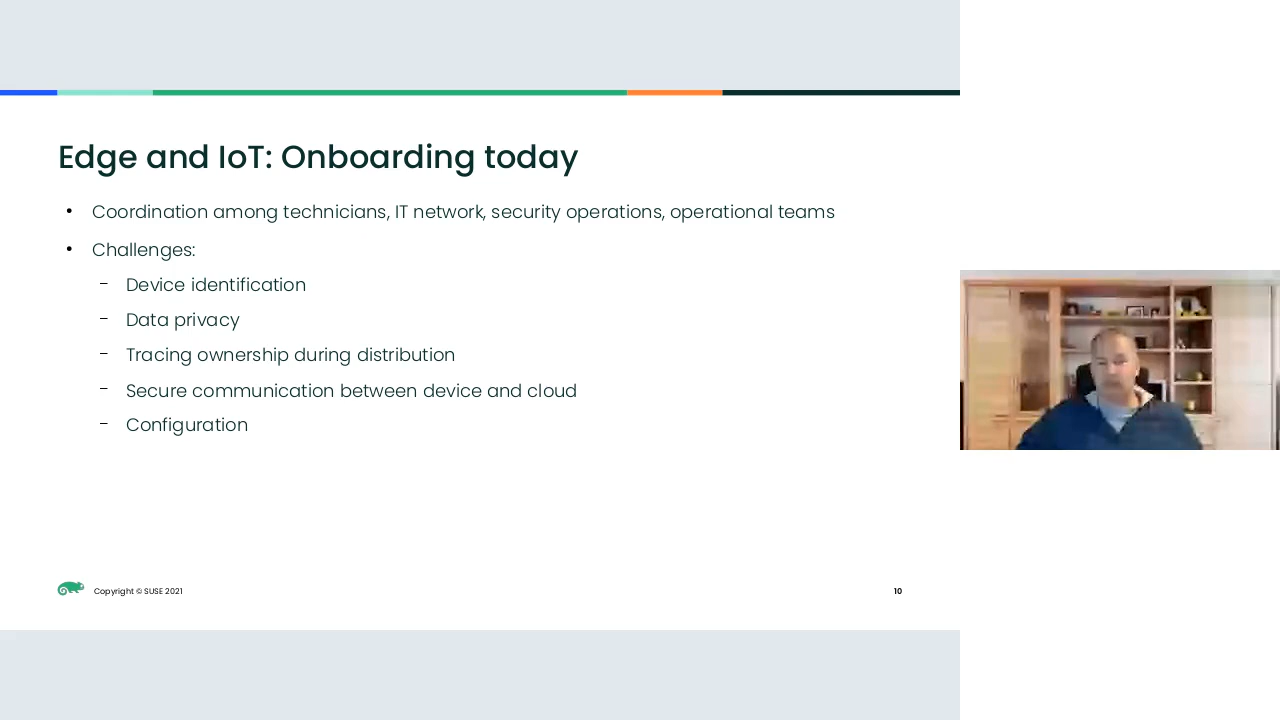 Edge and IoT: Onboarding today
• Coordination among technicians, IT network, security operations, operational teams
• Challenges:
– Device identification
– Data privacy
– Tracing ownership during distribution
– Secure communication between device and cloud
– Configuration
Copyright © SUSE 2021
10